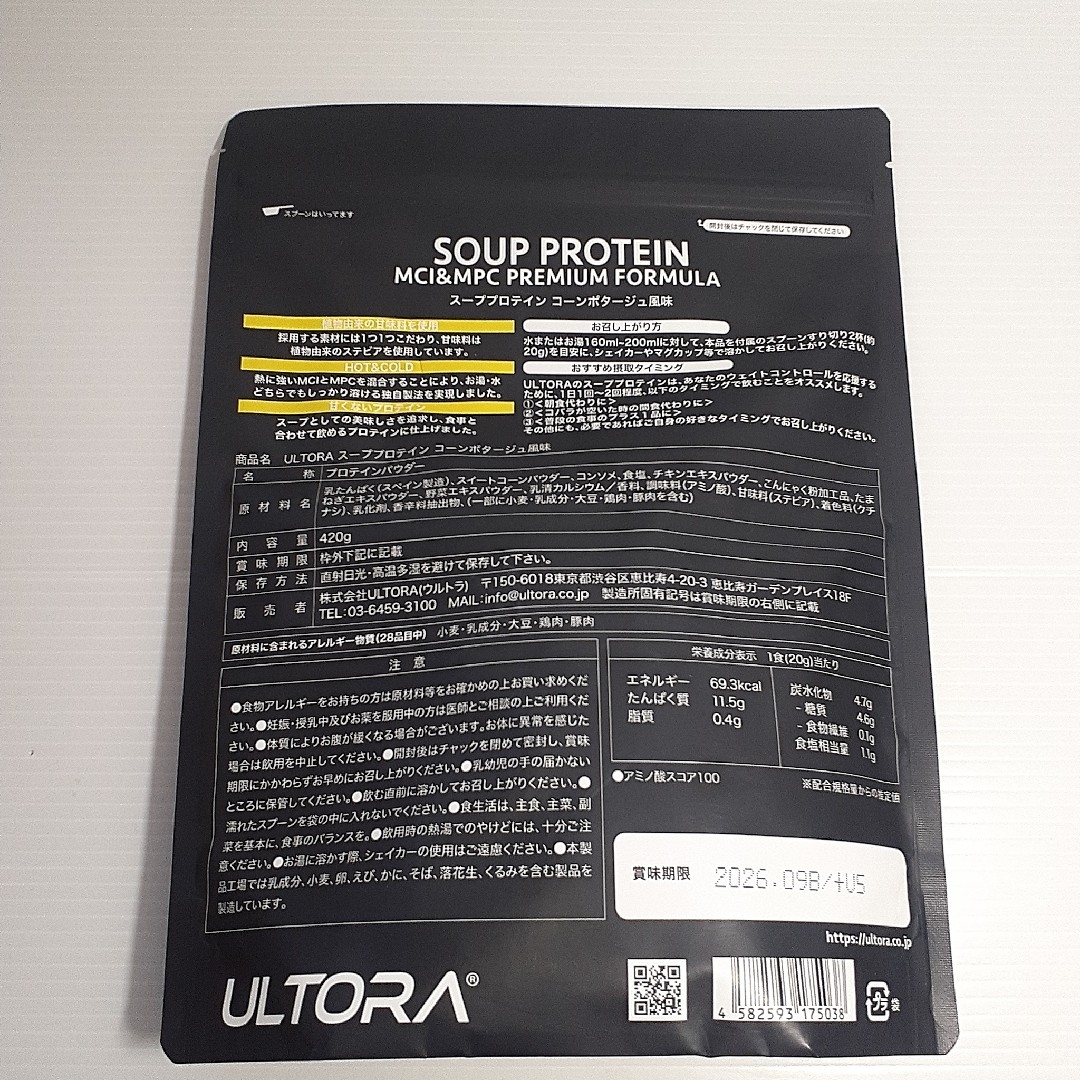 スプーンはいってます
開封後はチャックを閉じて保存してください
SOUP PROTEIN
MCI&MPC PREMIUM FORMULA
スーププロテイン コーンポタージュ風味
植物由来の甘味料を使用
採用する素材には1つ1つこだわり、甘味料は
植物由来のステビアを使用しています。
HOT&COLD
熱に強いMCIとMPCを混合することにより、お湯・水
どちらでもしっかり溶ける独自製法を実現しました。
甘くないプロテイン
スープとしての美味しさを追求し、食事と
合わせて飲めるプロテインに仕上げました。
お召し上がり方
水またはお湯160ml~200mlに対して、本品を付属のスプーンすり切り2杯(約
20g)を目安に、シェイカーやマグカップ等で溶かしてお召し上がりください。
おすすめ摂取タイミング
ULTORAのスーププロテインは、あなたのウェイトコントロールを応援する
ために、1日1回〜2回程度、以下のタイミングで飲むことをオススメします。
①<朝食代わりに>
②<コバラが空いた時の間食代わりに>
③<普段の食事のプラス1品に>
その他にも、必要であればご自身の好きなタイミングでお召し上がりください。
商品名 ULTORA スーププロテイン コーンポタージュ風味
名称 プロテインパウダー
原材料名 乳たんぱく(スペイン製造)、スイートコーンパウダー、コンソメ、食塩、チキンエキスパウダー、こんにゃく粉加工品、たま
ねぎエキスパウダー、野菜エキスパウダー、乳清カルシウム／香料、調味料(アミノ酸)、甘味料(ステビア)、着色料(クチ
ナシ)、乳化剤、香辛料抽出物、(一部に小麦・乳成分・大豆・鶏肉・豚肉を含む)
内容量 420g
賞味期限 枠外下記に記載
保存方法 直射日光・高温多湿を避けて保存して下さい。
販売者 株式会社ULTORA(ウルトラ) 〒150-6018東京都渋谷区恵比寿4-20-3 恵比寿ガーデンプレイス18F
TEL:03-6459-3100 MAIL:info@ultora.co.jp 製造所固有記号は賞味期限の右側に記載
原材料に含まれるアレルギー物質(28品目中) 小麦・乳成分・大豆・鶏肉・豚肉
注意
●食物アレルギーをお持ちの方は原材料等をお確かめの上お買い求めくだ
さい。●妊娠・授乳中及びお薬を服用中の方は医師とご相談の上ご利用くだ
さい。●体質によりお腹が緩くなる場合がございます。お体に異常を感じた
場合は飲用を中止してください。●開封後はチャックを閉めて密封し、賞味
期限にかかわらずお早めにお召し上がりください。●乳幼児の手の届かない
ところに保管してください。●飲む直前に溶かしてお召し上がりください。●
濡れたスプーンを袋の中に入れないでください。●食生活は、主食、主菜、副
菜を基本に、食事のバランスを。●飲用時の熱湯でのやけどには、十分ご注
意ください。●お湯に溶かす際、シェイカーの使用はご遠慮ください。●本製
品工場では乳成分、小麦、卵、えび、かに、そば、落花生、くるみを含む製品を
製造しています。
栄養成分表示 1食(20g)当たり
エネルギー 69.3kcal
たんぱく質 11.5g
脂質 0.4g
炭水化物 4.7g
- 糖質 4.6g
- 食物繊維 0.1g
食塩相当量 1.1g
●アミノ酸スコア100
※配合規格量からの推定値
賞味期限 2026.09B/+US
https://ultora.co.jp
ULTORA®
4 582593 175038
プラ
袋